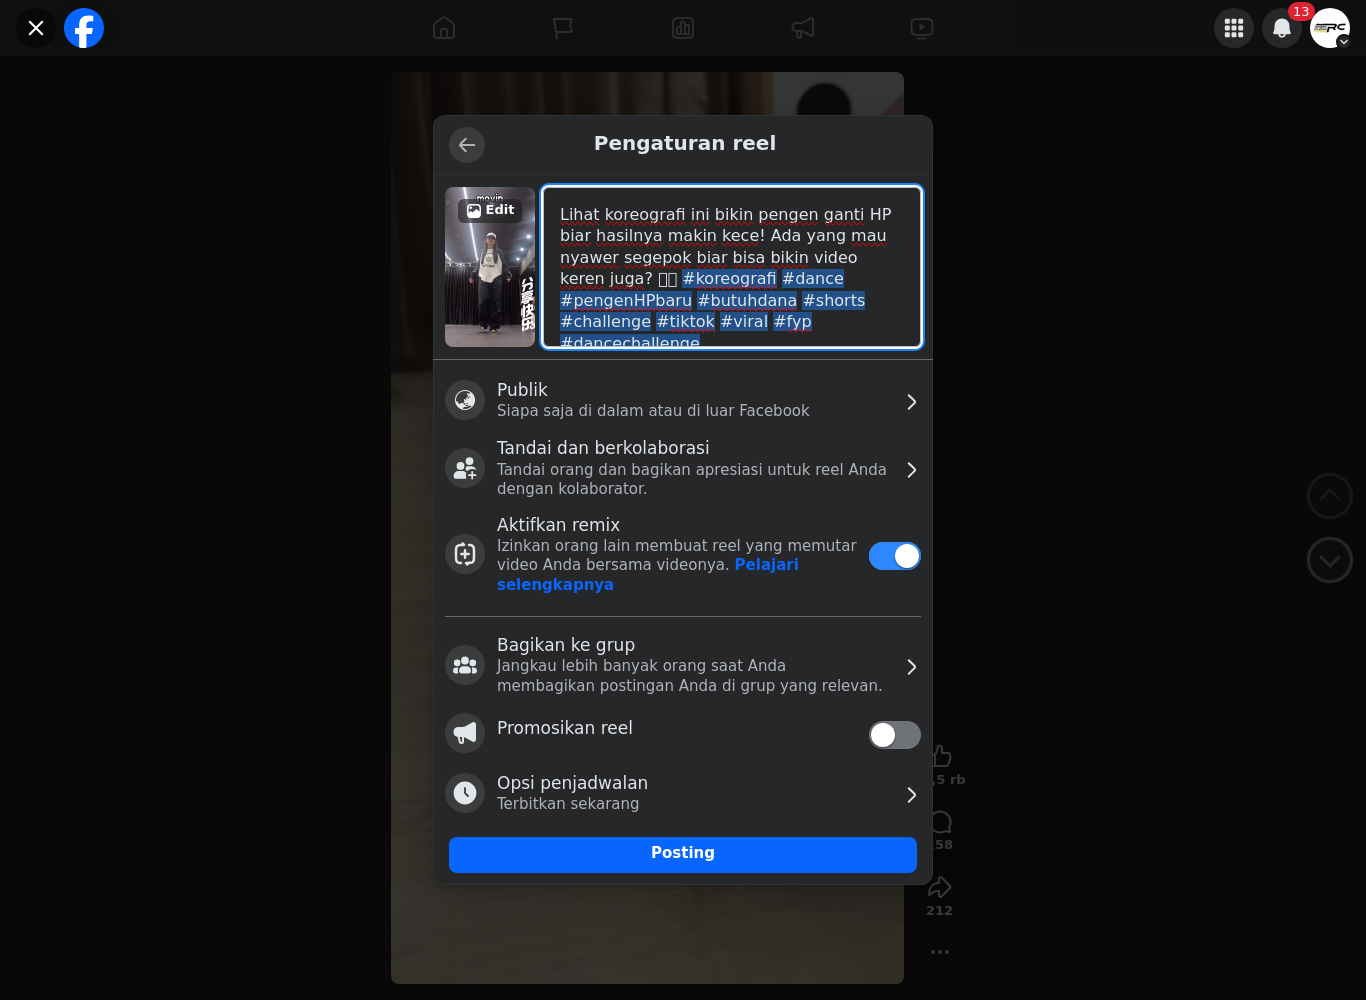 13
Pengaturan reel
Edit
分享快乐
Lihat koreografi ini bikin pengen ganti HP
biar hasilnya makin kece! Ada yang mau
nyawer segepok biar bisa bikin video
keren juga? #koreografi #dance
#pengenHPbaru #butuhdana #shorts
#challenge #tiktok #viral #fyp
#dancechallenge
Publik
Siapa saja di dalam atau di luar Facebook
Tandai dan berkolaborasi
Tandai orang dan bagikan apresiasi untuk reel Anda
dengan kolaborator.
Aktifkan remix
Izinkan orang lain membuat reel yang memutar
video Anda bersama videonya. Pelajari
selengkapnya
Bagikan ke grup
Jangkau lebih banyak orang saat Anda
membagikan postingan Anda di grup yang relevan.
Promosikan reel
Opsi penjadwalan
Terbitkan sekarang
Posting
,5 rb
58
212